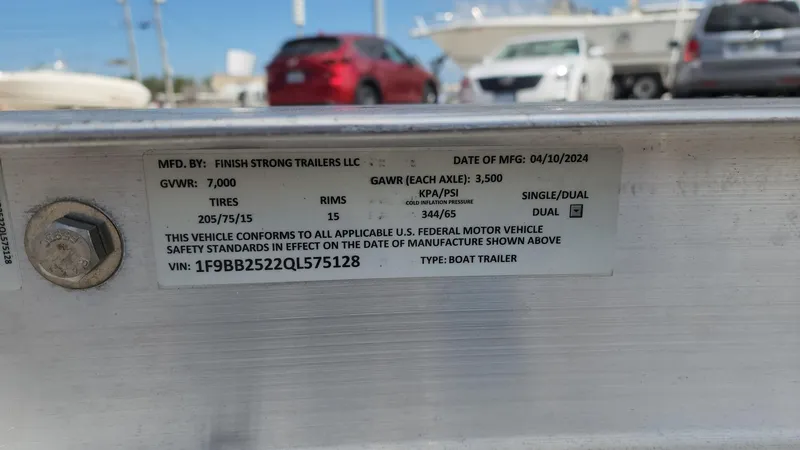 MFD. BY: FINISH STRONG TRAILERS LLC DATE OF MFG: 04/10/2024
GVWR: 7,000 GAWR (EACH AXLE): 3,500
TIRES RIMS KPA/PSI SINGLE/DUAL
COLD INFLATION PRESSURE
205/75/15 15 344/65 DUAL
THIS VEHICLE CONFORMS TO ALL APPLICABLE U.S. FEDERAL MOTOR VEHICLE
SAFETY STANDARDS IN EFFECT ON THE DATE OF MANUFACTURE SHOWN ABOVE
VIN: 1F9BB2522QL575128 TYPE: BOAT TRAILER
2522QL575128